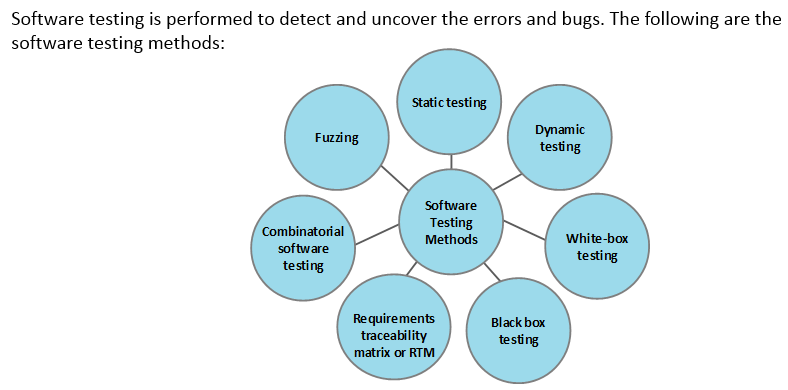 Software testing is performed to detect and uncover the errors and bugs. The following are the
software testing methods:
Static testing
Dynamic
testing
White-box
testing
Black box
testing
Requirements
traceability
matrix or RTM
Combinatorial
software
testing
Fuzzing
Software
Testing
Methods